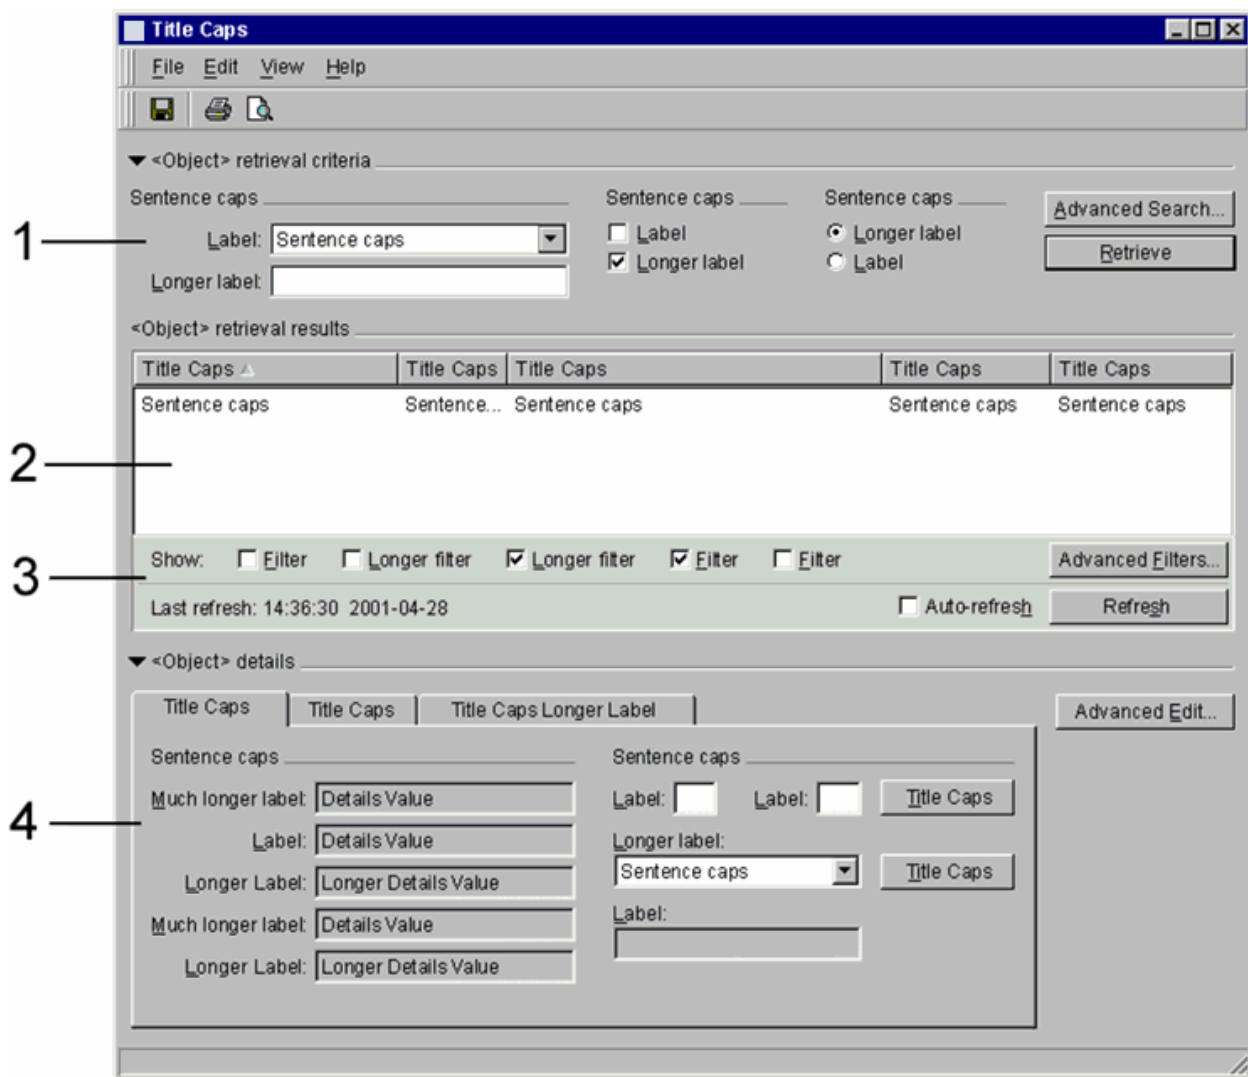 Title Caps
File Edit View Help
<Object> retrieval criteria
Sentence caps Sentence caps Sentence caps
Advanced Search...
1 Label: Sentence caps Label Longer label
Longer label: Longer label Label Retrieve
<Object> retrieval results
Title Caps Title Caps Title Caps Title Caps Title Caps
Sentence caps Sentence... Sentence caps Sentence caps Sentence caps
2
Show: Filter Longer filter Longer filter Filter Filter Advanced Filters...
3
Last refresh: 14:36:30 2001-04-28 Auto-refresh Refresh
<Object> details
Title Caps Title Caps Title Caps Longer Label Advanced Edit...
Sentence caps Sentence caps
Much longer label: Details Value Label: Label: Title Caps
4
Label: Details Value Longer label:
Longer Label: Longer Details Value Sentence caps Title Caps
Much longer label: Details Value Label:
Longer Label: Longer Details Value